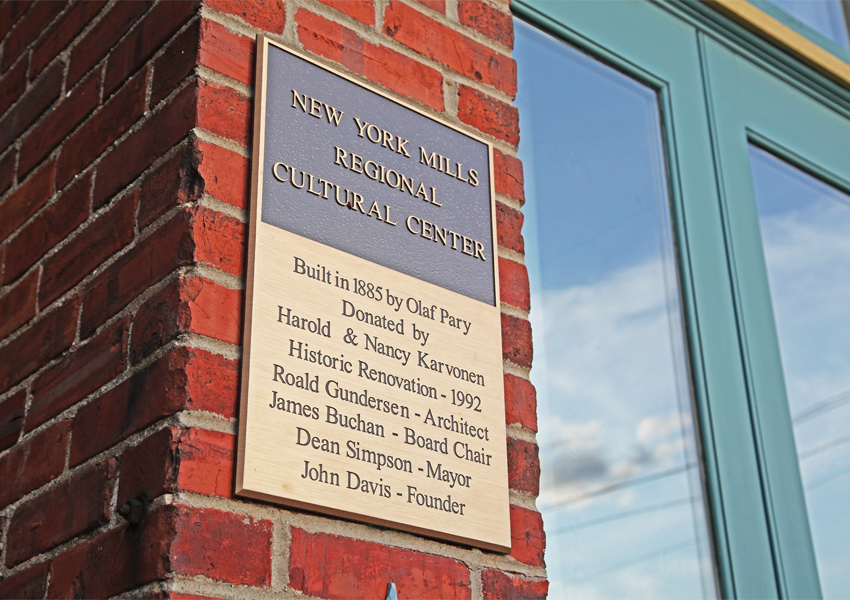 NEW YORK MILLS
REGIONAL
CULTURAL CENTER
Built in 1885 by Olaf Pary
Donated by
Harold & Nancy Karvonen
Historic Renovation - 1992
Roald Gundersen - Architect
James Buchan - Board Chair
Dean Simpson - Mayor
John Davis - Founder